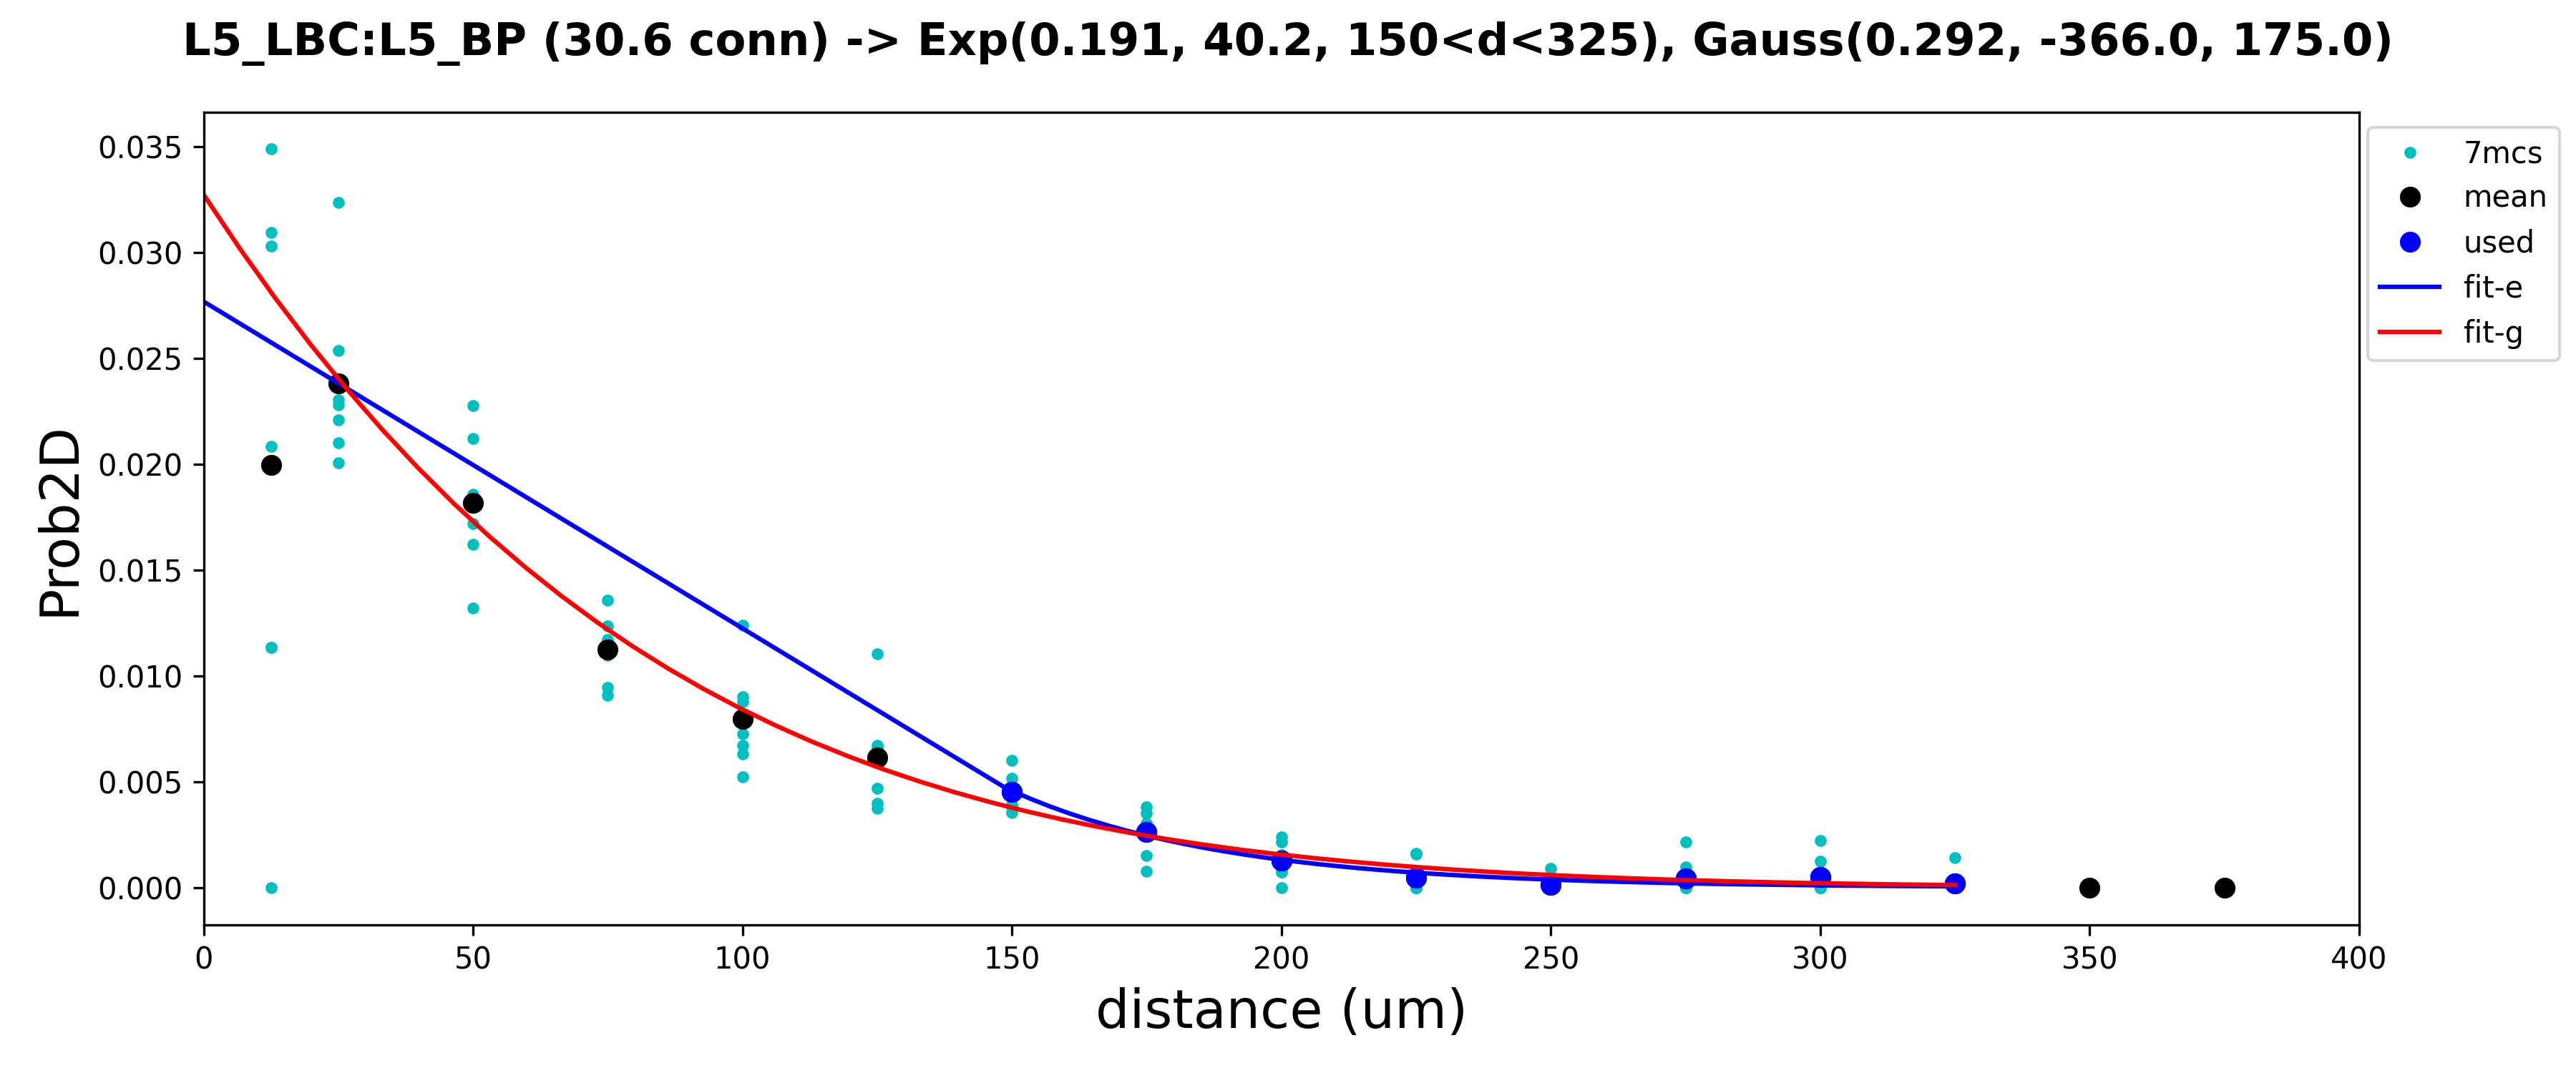 L5_LBC:L5_BP (30.6 conn) -> Exp(0.191, 40.2, 150<d<325), Gauss(0.292, -366.0, 175.0)
0.035
0.030
0.025
0.020
0.015
0.010
0.005
0.000
Prob2D
0 50 100 150 200 250 300 350 400
distance (um)
7mcs
mean
used
fit-e
fit-g